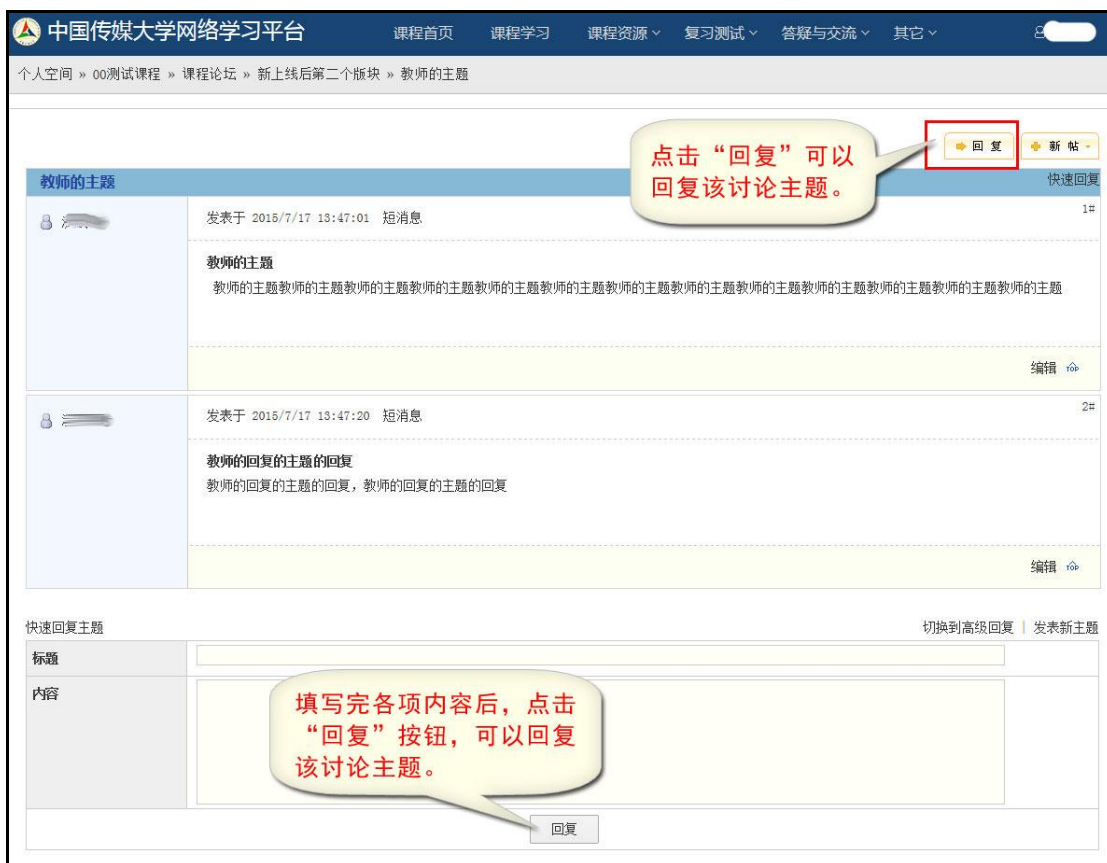 中国传媒大学网络学习平台 课程首页 课程学习 课程资源 复习测试 答疑与交流 其它
个人空间 » 00测试课程 » 课程论坛 » 新上线后第二个版块 » 教师的主题
点击“回复”可以
回复该讨论主题。
回复 新帖
教师的主题 快速回复
发表于 2015/7/17 13:47:01 短消息 1#
教师的主题
教师的主题教师的主题教师的主题教师的主题教师的主题教师的主题教师的主题教师的主题教师的主题教师的主题教师的主题教师的主题教师的主题
编辑 TOP
发表于 2015/7/17 13:47:20 短消息 2#
教师的回复的主题的回复
教师的回复的主题的回复，教师的回复的主题的回复
编辑 TOP
快速回复主题 切换到高级回复 | 发表新主题
标题
内容
填写完各项内容后，点击
“回复”按钮，可以回复
该讨论主题。
回复